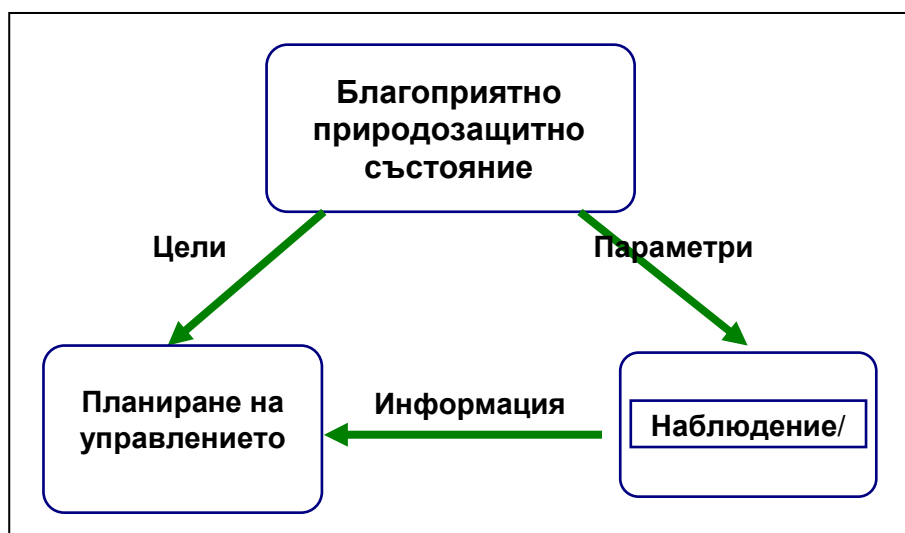 Благоприятно
природозащитно
състояние
Цели
Параметри
Планиране на
управлението
Информация
Наблюдение/